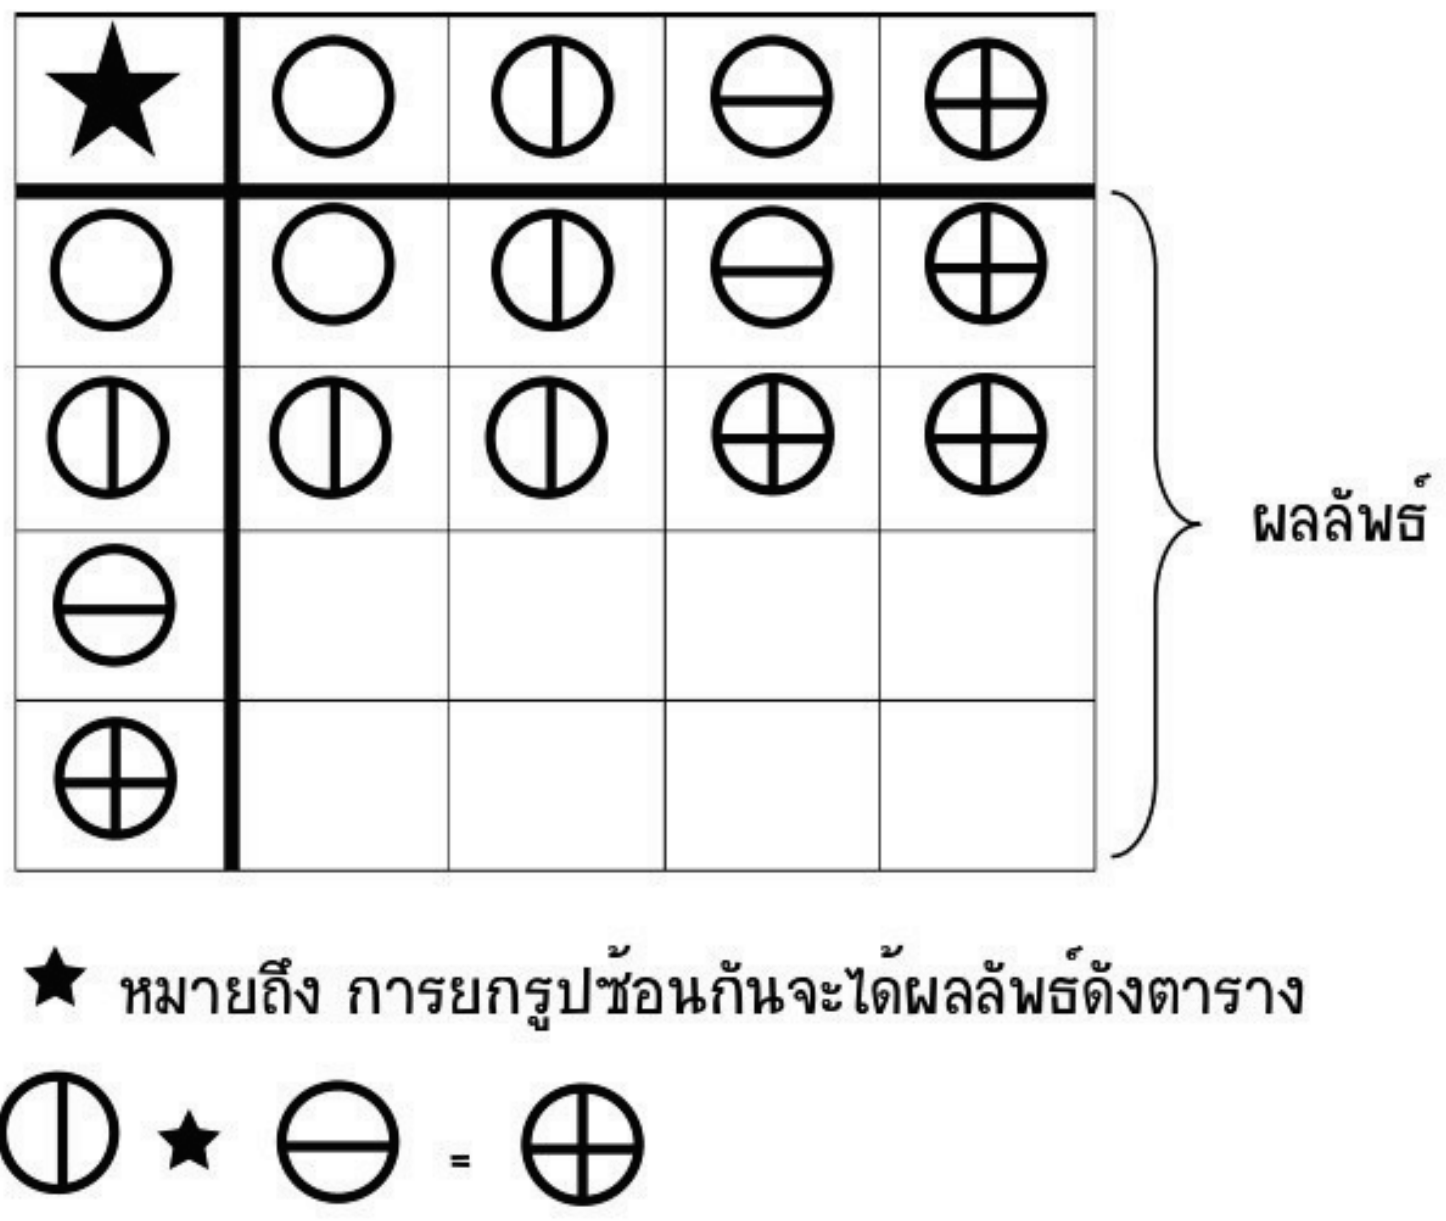 ผลลัพธ์
★ หมายถึง การยกรูปซ้อนกันจะได้ผลลัพธ์ดังตาราง
=